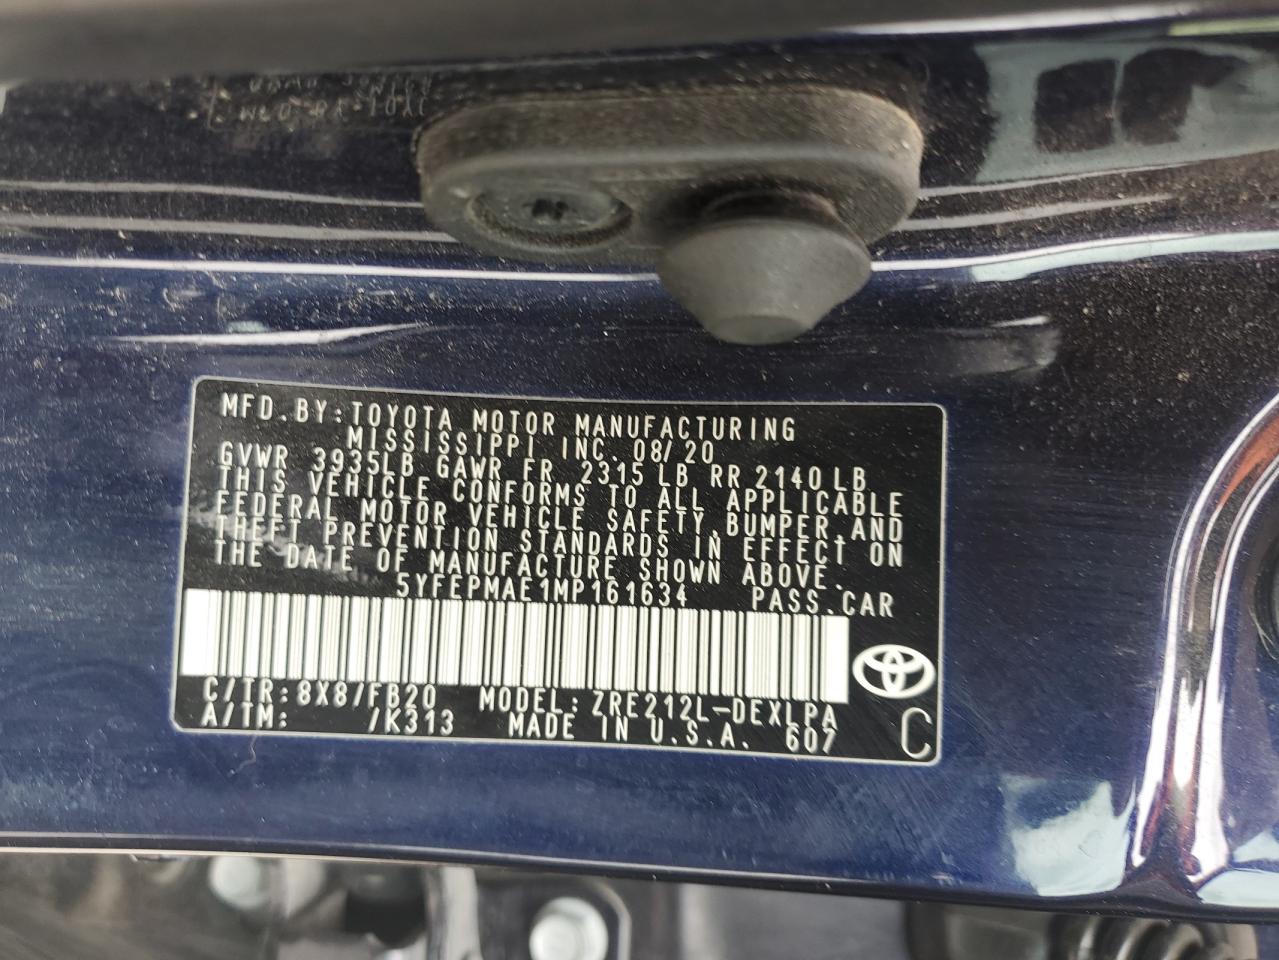 MFD.BY:TOYOTA MOTOR MANUFACTURING
MISSISSIPPI INC. 08/20
GVWR 3935LB GAWR FR 2315 LB RR 2140 LB
THIS VEHICLE CONFORMS TO ALL APPLICABLE
FEDERAL MOTOR VEHICLE SAFETY,BUMPER,AND
THEFT PREVENTION STANDARDS IN EFFECT ON
THE DATE OF MANUFACTURE SHOWN ABOVE.
5YFEPMAE1MP161634 PASS.CAR
C/TR:8X8/FB20 MODEL:ZRE212L-DEXLPA
A/TM: /K313 MADE IN U.S.A. 607
C